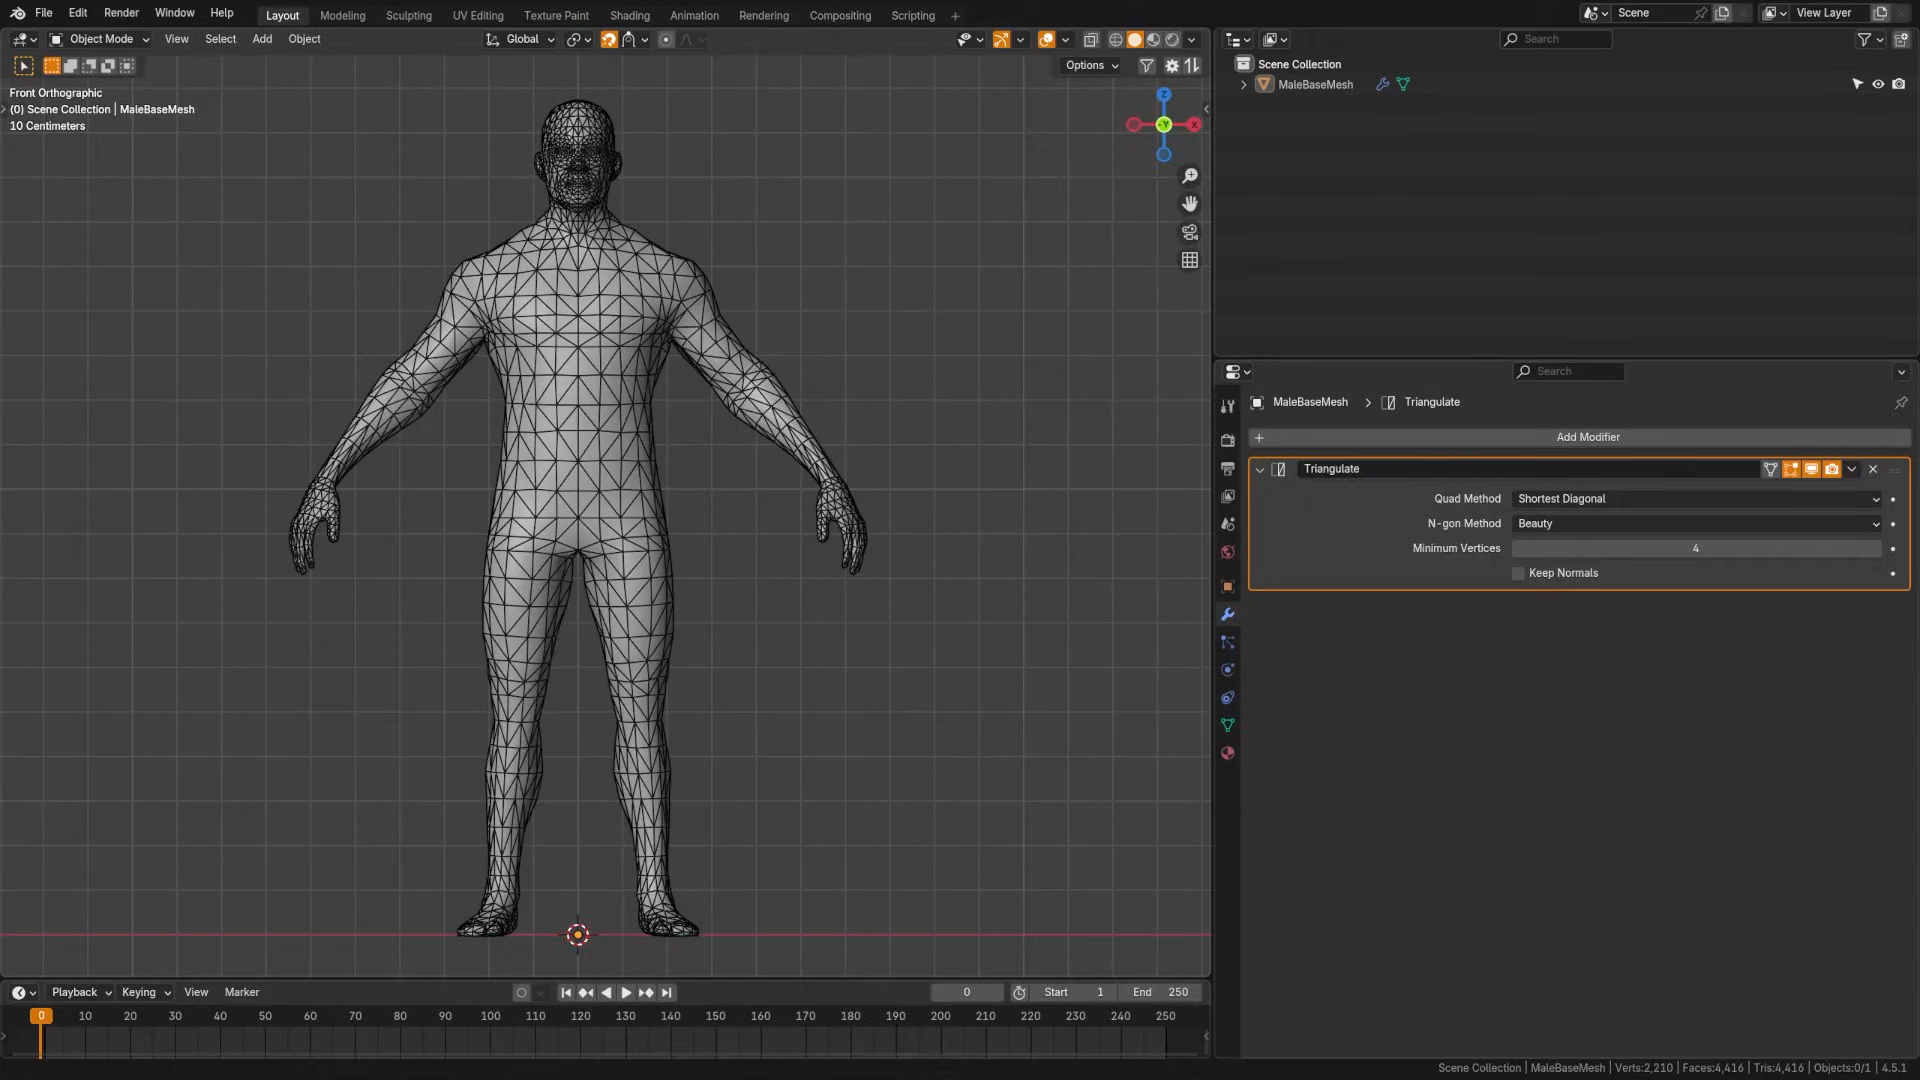 File Edit Render Window Help Layout Modeling Sculpting UV Editing Texture Paint Shading Animation Rendering Compositing Scripting + Scene View Layer
Object Mode View Select Add Object Global Search
Options
Front Orthographic
(0) Scene Collection | MaleBaseMesh
10 Centimeters
Z
Y
X
Scene Collection
MaleBaseMesh
Search
MaleBaseMesh > Triangulate
+ Add Modifier
Triangulate
Quad Method Shortest Diagonal
N-gon Method Beauty
Minimum Vertices 4
Keep Normals
Playback Keying View Marker 0 Start 1 End 250
0 10 20 30 40 50 60 70 80 90 100 110 120 130 140 150 160 170 180 190 200 210 220 230 240 250
Scene Collection | MaleBaseMesh | Verts:2,210 | Faces:4,416 | Tris:4,416 | Objects:0/1 | 4.5.1